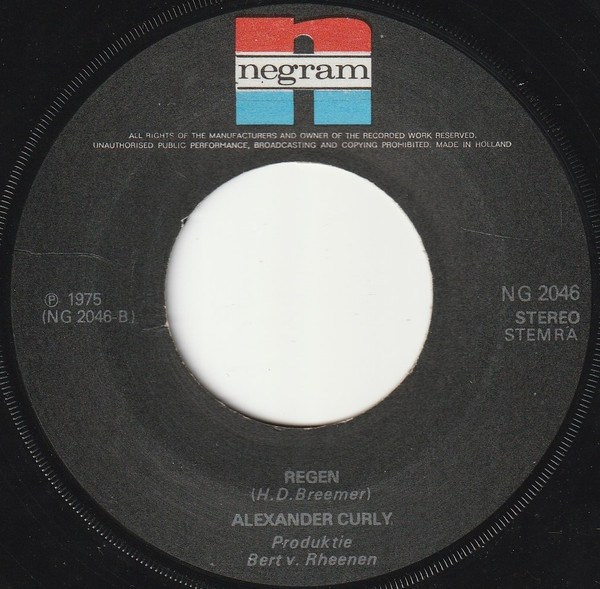 negram
ALL RIGHTS OF THE MANUFACTURERS AND OWNER OF THE RECORDED WORK RESERVED.
UNAUTHORISED PUBLIC PERFORMANCE, BROADCASTING AND COPYING PROHIBITED, MADE IN HOLLAND
℗ 1975
(NG 2046-B)
NG 2046
STEREO
STEMRA
REGEN
(H.D.Breemer)
ALEXANDER CURLY.
Produktie
Bert v. Rheenen